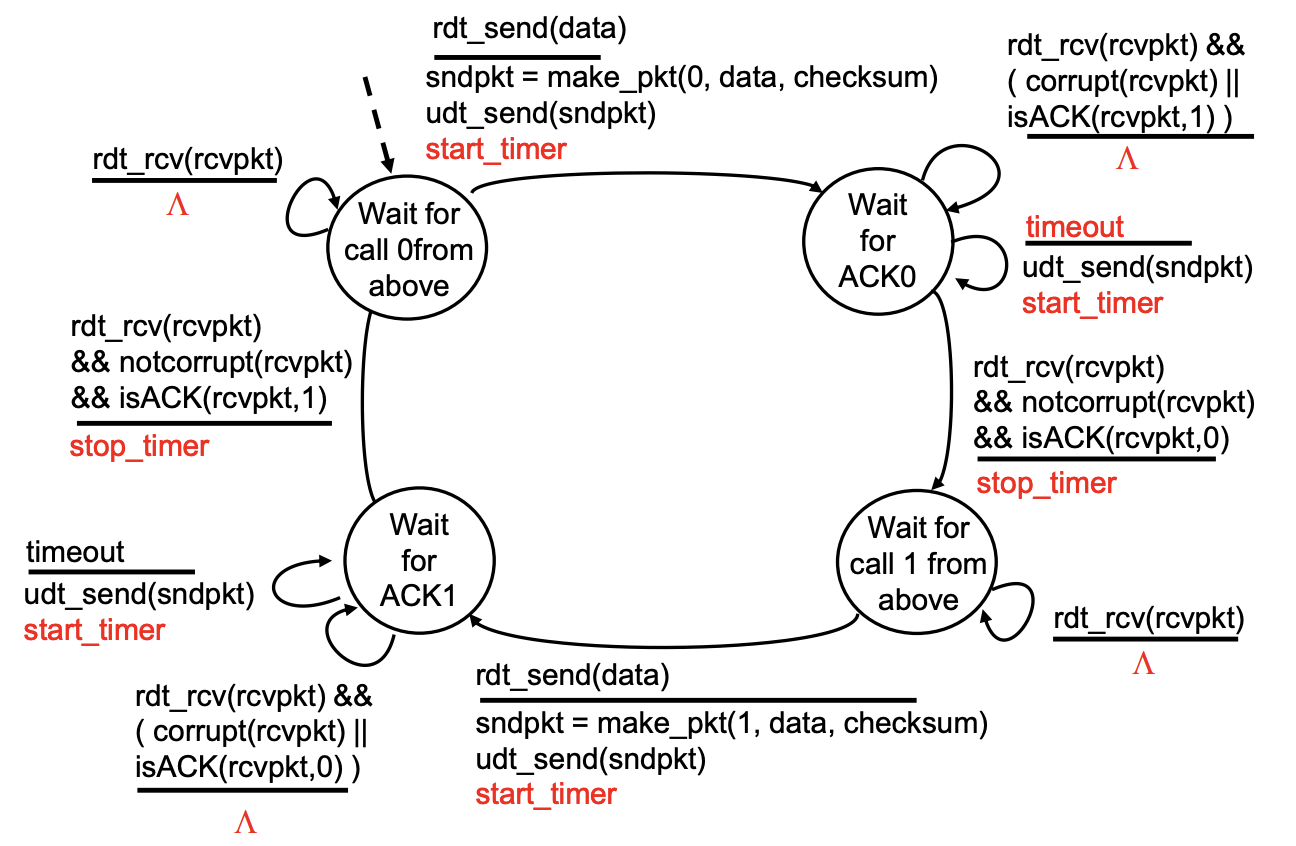 rdt_send(data)
sndpkt = make_pkt(0, data, checksum)
udt_send(sndpkt)
start_timer
rdt_rcv(rcvpkt) &&
( corrupt(rcvpkt) ||
isACK(rcvpkt,1) )
Λ
rdt_rcv(rcvpkt)
Λ
Wait for
call 0from
above
Wait
for
ACK0
timeout
udt_send(sndpkt)
start_timer
rdt_rcv(rcvpkt)
&& notcorrupt(rcvpkt)
&& isACK(rcvpkt,1)
stop_timer
rdt_rcv(rcvpkt)
&& notcorrupt(rcvpkt)
&& isACK(rcvpkt,0)
stop_timer
Wait
for
ACK1
Wait for
call 1 from
above
timeout
udt_send(sndpkt)
start_timer
rdt_rcv(rcvpkt)
Λ
rdt_rcv(rcvpkt) &&
( corrupt(rcvpkt) ||
isACK(rcvpkt,0) )
Λ
rdt_send(data)
sndpkt = make_pkt(1, data, checksum)
udt_send(sndpkt)
start_timer